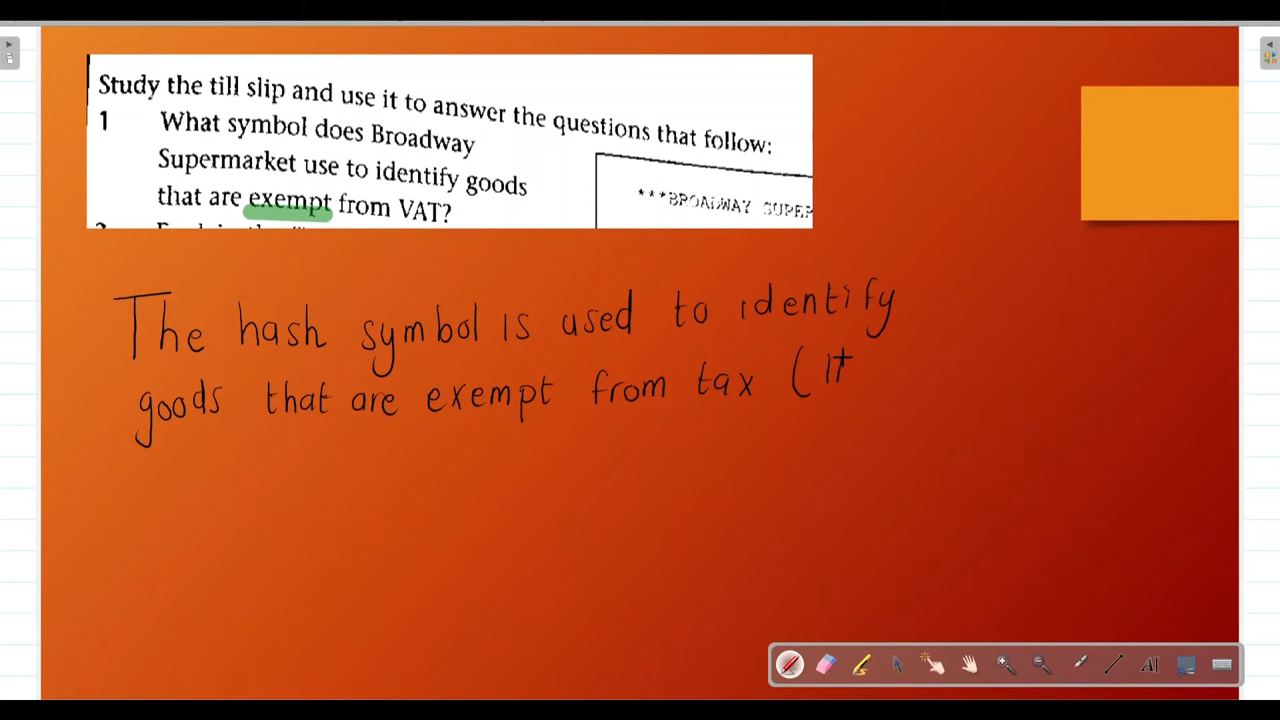 Study the till slip and use it to answer the questions that follow:
1 What symbol does Broadway
Supermarket use to identify goods
that are exempt from VAT?
***BROADWAY SUPER
The hash symbol is used to identify
goods that are exempt from tax (
AI